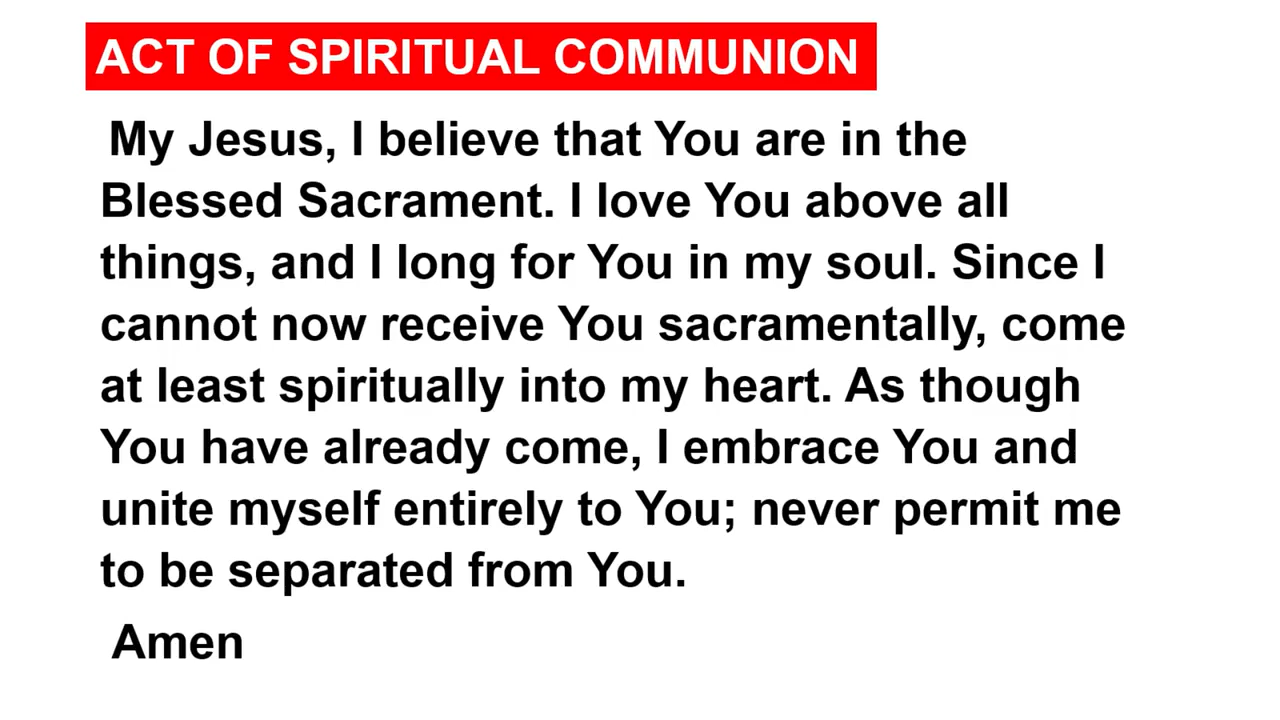 ACT OF SPIRITUAL COMMUNION
My Jesus, I believe that You are in the
Blessed Sacrament. I love You above all
things, and I long for You in my soul. Since I
cannot now receive You sacramentally, come
at least spiritually into my heart. As though
You have already come, I embrace You and
unite myself entirely to You; never permit me
to be separated from You.
Amen